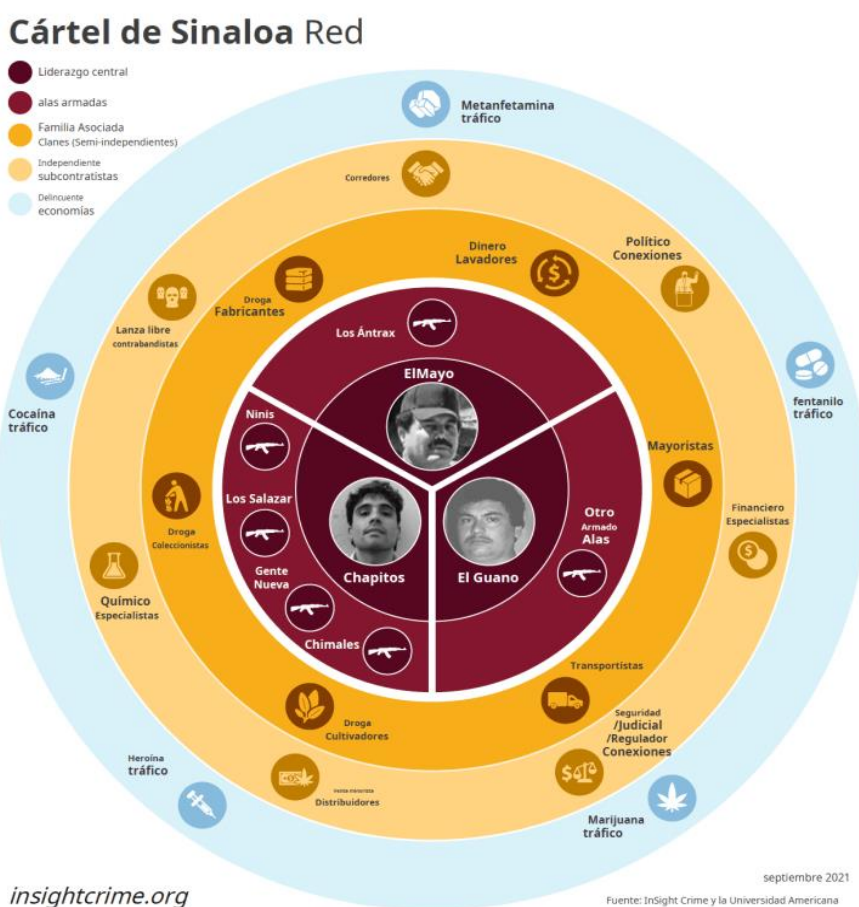 Cártel de Sinaloa Red
Liderazgo central
alas armadas
Familia Asociada
Clanes (Semi-independientes)
Independiente
subcontratistas
Delincuente
economías
Metanfetamina
tráfico
Corredores
Dinero
Lavadores
Político
Conexiones
Droga
Fabricantes
Lanza libre
contrabandistas
Los Ántrax
ElMayo
Cocaína
tráfico
fentanilo
tráfico
Ninis
Mayoristas
Los Salazar
Otro
Armado
Alas
Financiero
Especialistas
Droga
Coleccionistas
Gente
Nueva
Chapitos
El Guano
Químico
Especialistas
Chimales
Transportistas
Droga
Cultivadores
Seguridad
/Judicial
/Regulador
Conexiones
Heroína
tráfico
Venta minorista
Distribuidores
Marijuana
tráfico
septiembre 2021
insightcrime.org
Fuente: InSight Crime y la Universidad Americana